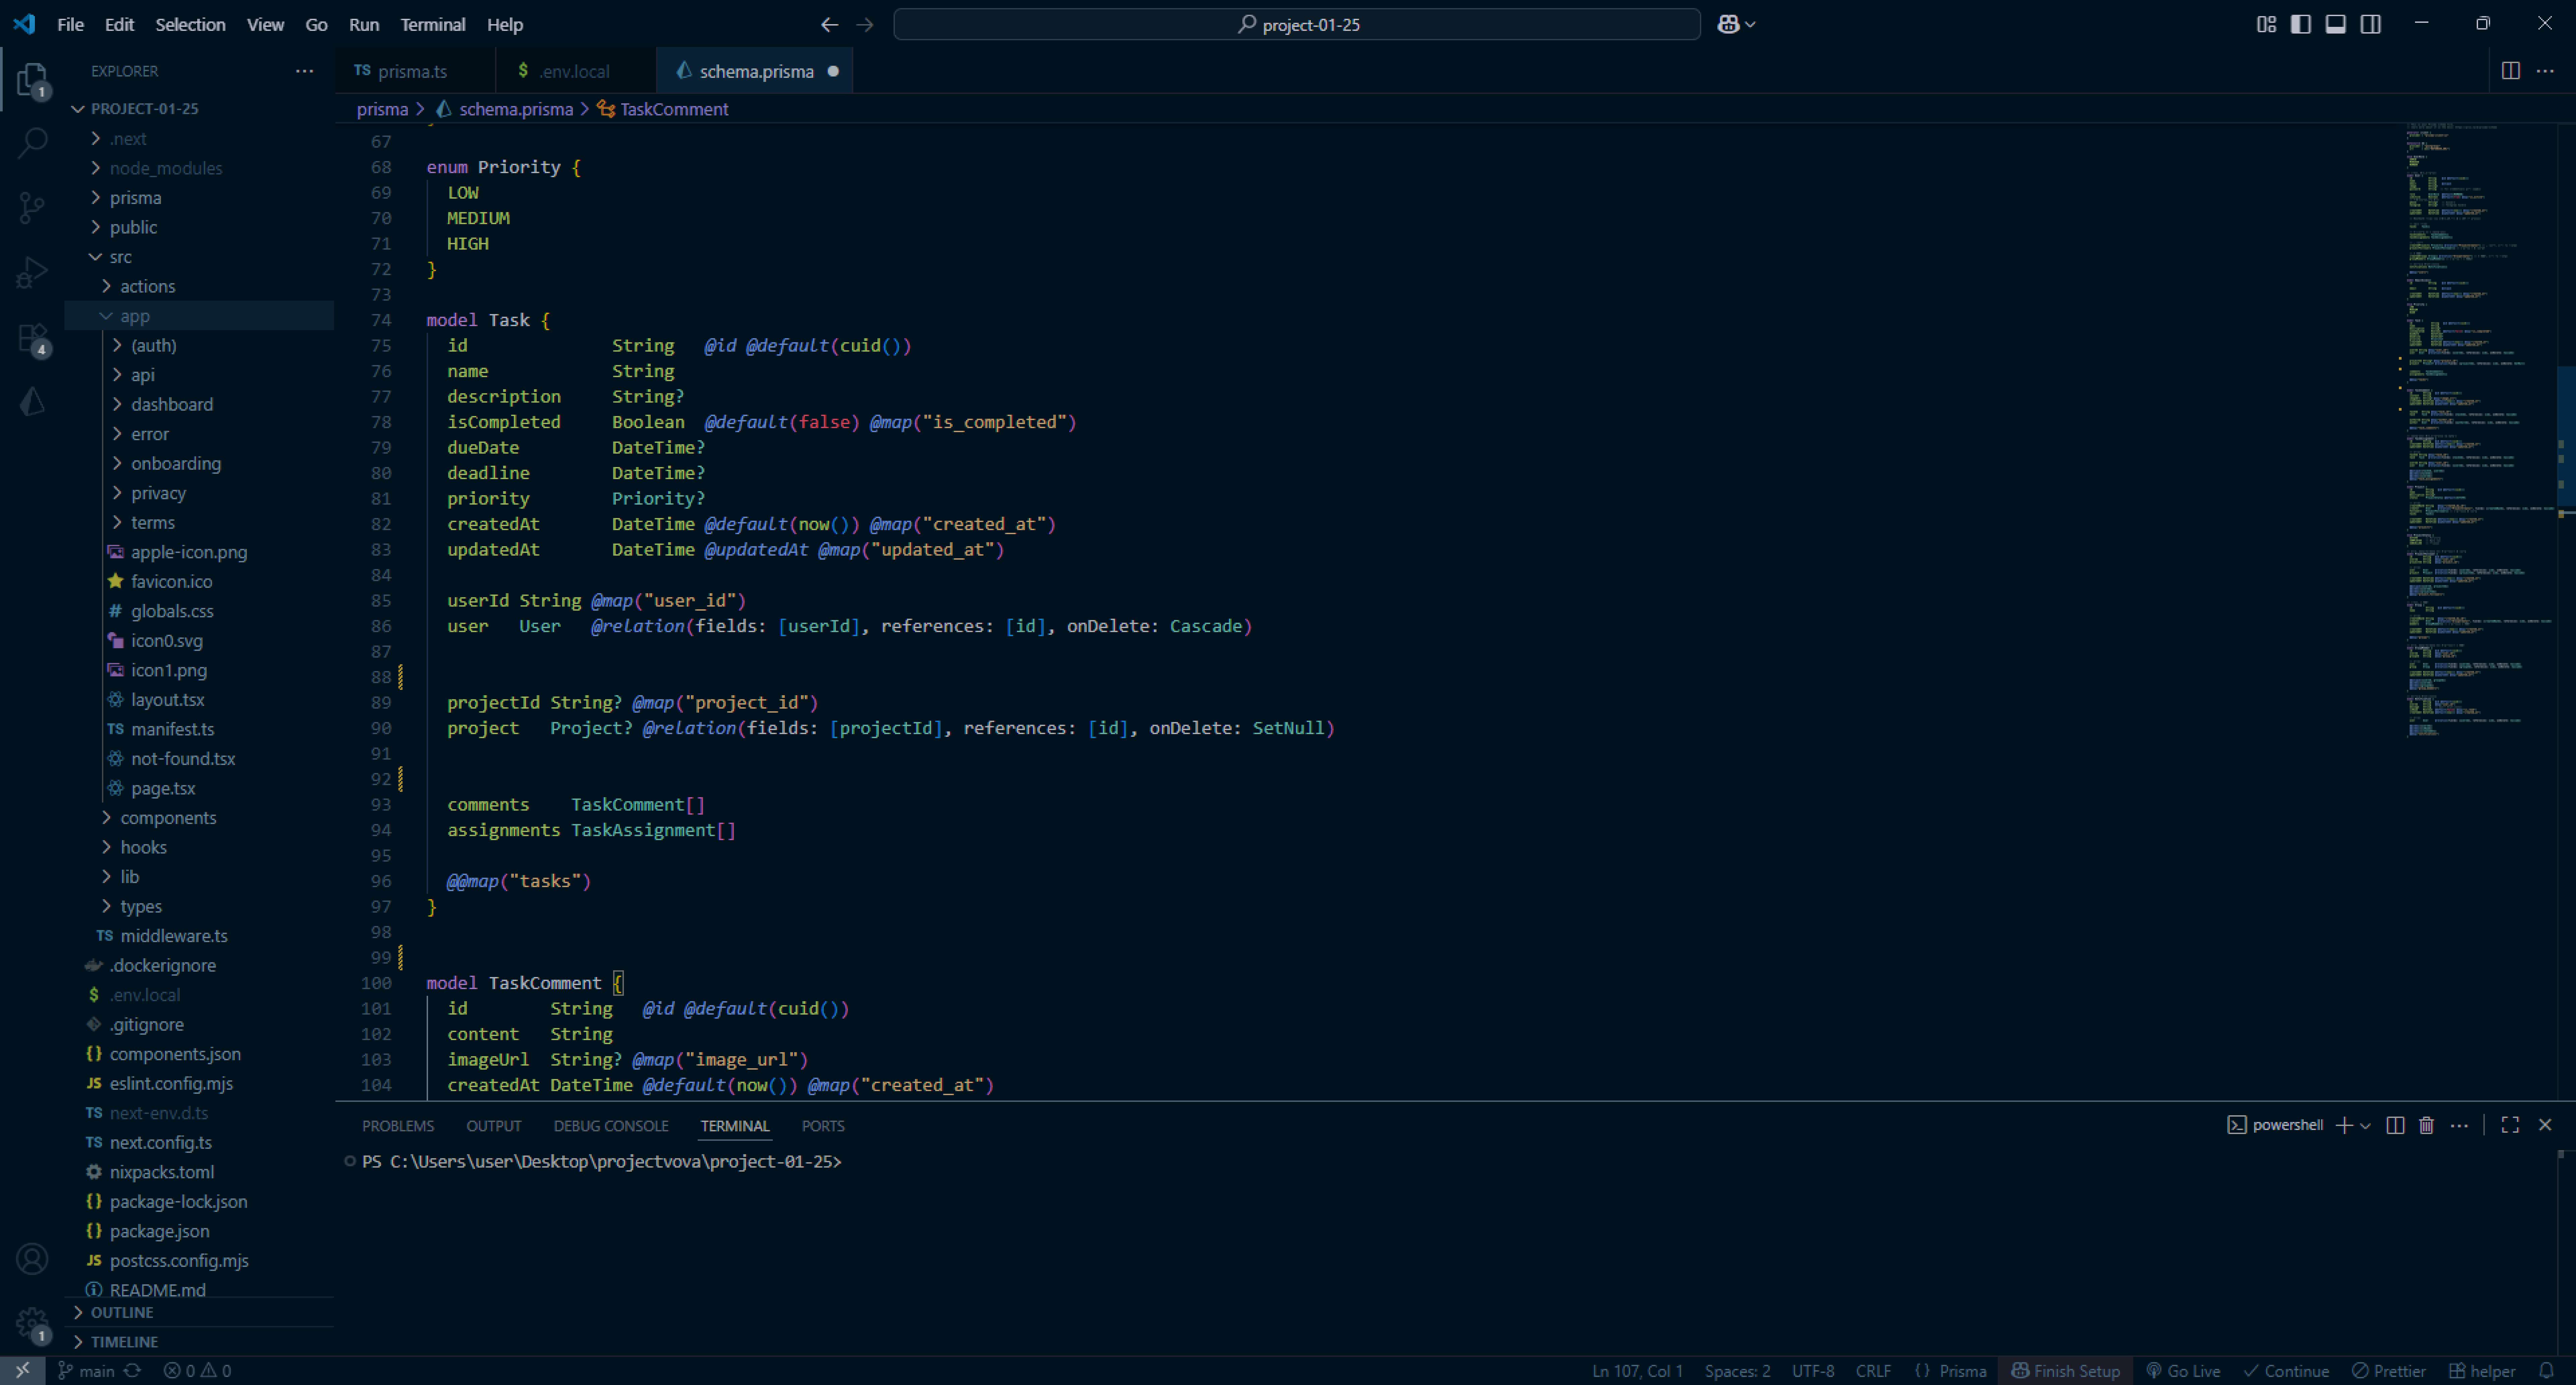 File Edit Selection View Go Run Terminal Help
project-01-25
EXPLORER
PROJECT-01-25
.next
node_modules
prisma
public
src
actions
app
(auth)
api
dashboard
error
onboarding
privacy
terms
apple-icon.png
favicon.ico
# globals.css
icon0.svg
icon1.png
layout.tsx
TS manifest.ts
not-found.tsx
page.tsx
components
hooks
lib
types
TS middleware.ts
.dockerignore
$ .env.local
.gitignore
{} components.json
JS eslint.config.mjs
TS next-env.d.ts
TS next.config.ts
nixpacks.toml
{} package-lock.json
{} package.json
JS postcss.config.mjs
README.md
OUTLINE
TIMELINE
1
4
1
TS prisma.ts
$ .env.local
schema.prisma
prisma > schema.prisma > TaskComment
67
68 enum Priority {
69 LOW
70 MEDIUM
71 HIGH
72 }
73
74 model Task {
75 id String @id @default(cuid())
76 name String
77 description String?
78 isCompleted Boolean @default(false) @map("is_completed")
79 dueDate DateTime?
80 deadline DateTime?
81 priority Priority?
82 createdAt DateTime @default(now()) @map("created_at")
83 updatedAt DateTime @updatedAt @map("updated_at")
84
85 userId String @map("user_id")
86 user User @relation(fields: [userId], references: [id], onDelete: Cascade)
87
88
89 projectId String? @map("project_id")
90 project Project? @relation(fields: [projectId], references: [id], onDelete: SetNull)
91
92
93 comments TaskComment[]
94 assignments TaskAssignment[]
95
96 @@map("tasks")
97 }
98
99
100 model TaskComment {
101 id String @id @default(cuid())
102 content String
103 imageUrl String? @map("image_url")
104 createdAt DateTime @default(now()) @map("created_at")
PROBLEMS OUTPUT DEBUG CONSOLE TERMINAL PORTS
powershell
PS C:\Users\user\Desktop\projectvova\project-01-25>
main 0 0
Ln 107, Col 1 Spaces: 2 UTF-8 CRLF {} Prisma Finish Setup Go Live Continue Prettier helper